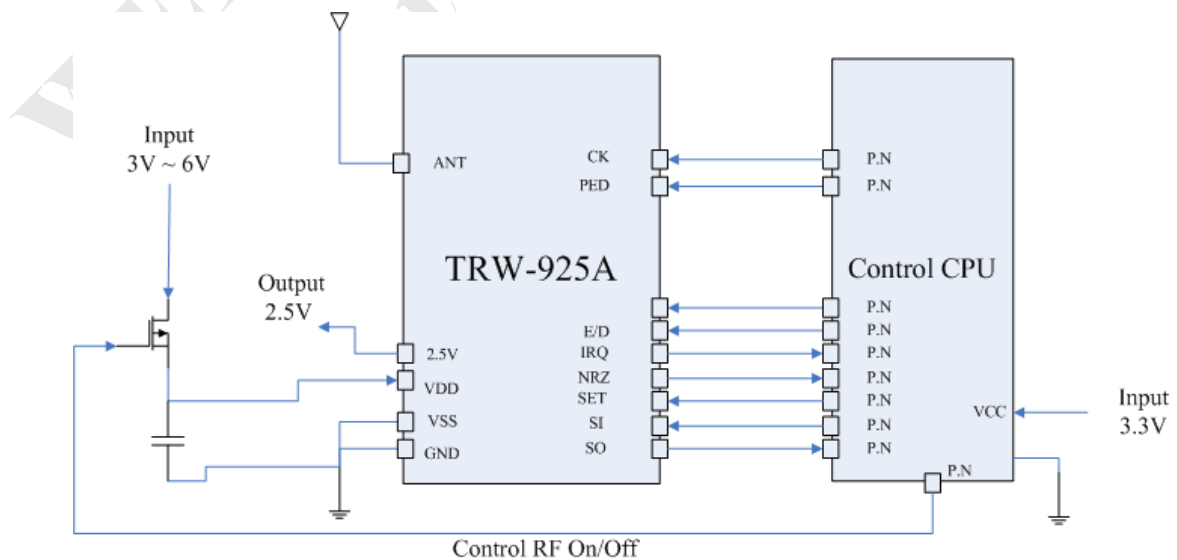 Input
3V ~ 6V
ANT
CK
PED
P.N
P.N
TRW-925A
Control CPU
Output
2.5V
2.5V
VDD
VSS
GND
E/D
IRQ
NRZ
SET
SI
SO
P.N
P.N
P.N
P.N
P.N
P.N
P.N
VCC
Input
3.3V
P.N
Control RF On/Off